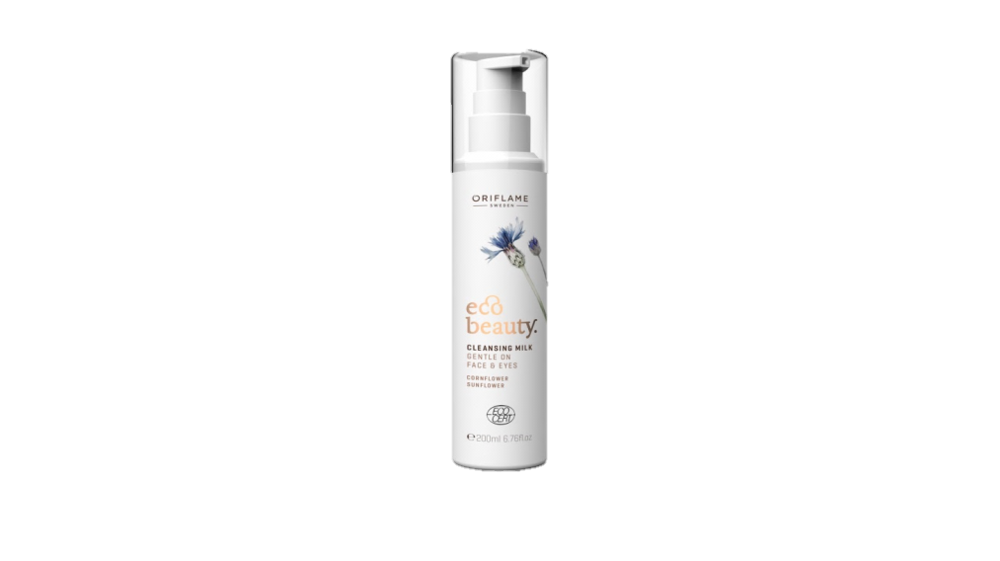 ORIFLAME
SWEDEN
eco
beauty.
CLEANSING MILK
GENTLE ON
FACE & EYES
CORNFLOWER
SUNFLOWER
ECO
CERT
℮200ml 6.76fl.oz